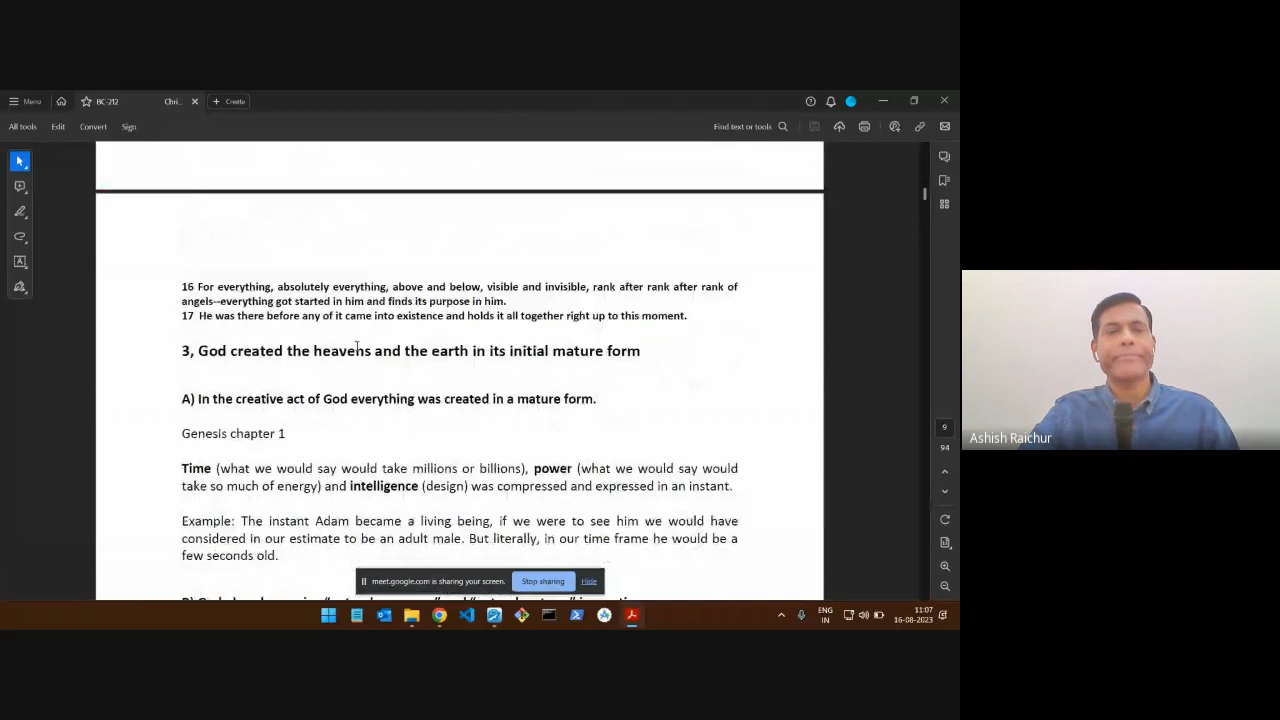 Menu
BC-212
Chri...
Create
All tools
Edit
Convert
Sign
Find text or tools
16 For everything, absolutely everything, above and below, visible and invisible, rank after rank after rank of
angels--everything got started in him and finds its purpose in him.
17 He was there before any of it came into existence and holds it all together right up to this moment.
3, God created the heavens and the earth in its initial mature form
A) In the creative act of God everything was created in a mature form.
Genesis chapter 1
Time (what we would say would take millions or billions), power (what we would say would
take so much of energy) and intelligence (design) was compressed and expressed in an instant.
Example: The instant Adam became a living being, if we were to see him we would have
considered in our estimate to be an adult male. But literally, in our time frame he would be a
few seconds old.
meet.google.com is sharing your screen.
Stop sharing
Hide
9
94
Ashish Raichur
ENG
IN
11:07
16-08-2023